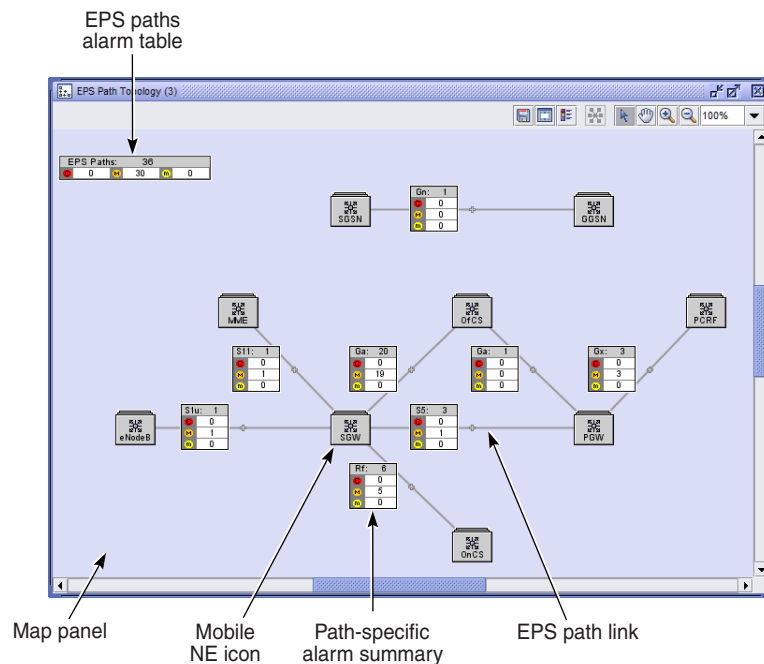 EPS paths
alarm table
EPS Path Topology (3)
100%
EPS Paths: 36
C 0 M 30 m 0
Gn: 1
C 0
M 0
m 0
SGSN
GGSN
MME
OfCS
PCRF
S11: 1
C 0
M 1
m 0
Ga: 20
C 0
M 19
m 0
Ga: 1
C 0
M 0
m 0
Gx: 3
C 0
M 3
m 0
S1u: 1
C 0
M 1
m 0
S5: 3
C 0
M 1
m 0
eNodeB
SGW
PGW
Rf: 6
C 0
M 5
m 0
OnCS
Map panel
Mobile
NE icon
Path-specific
alarm summary
EPS path link